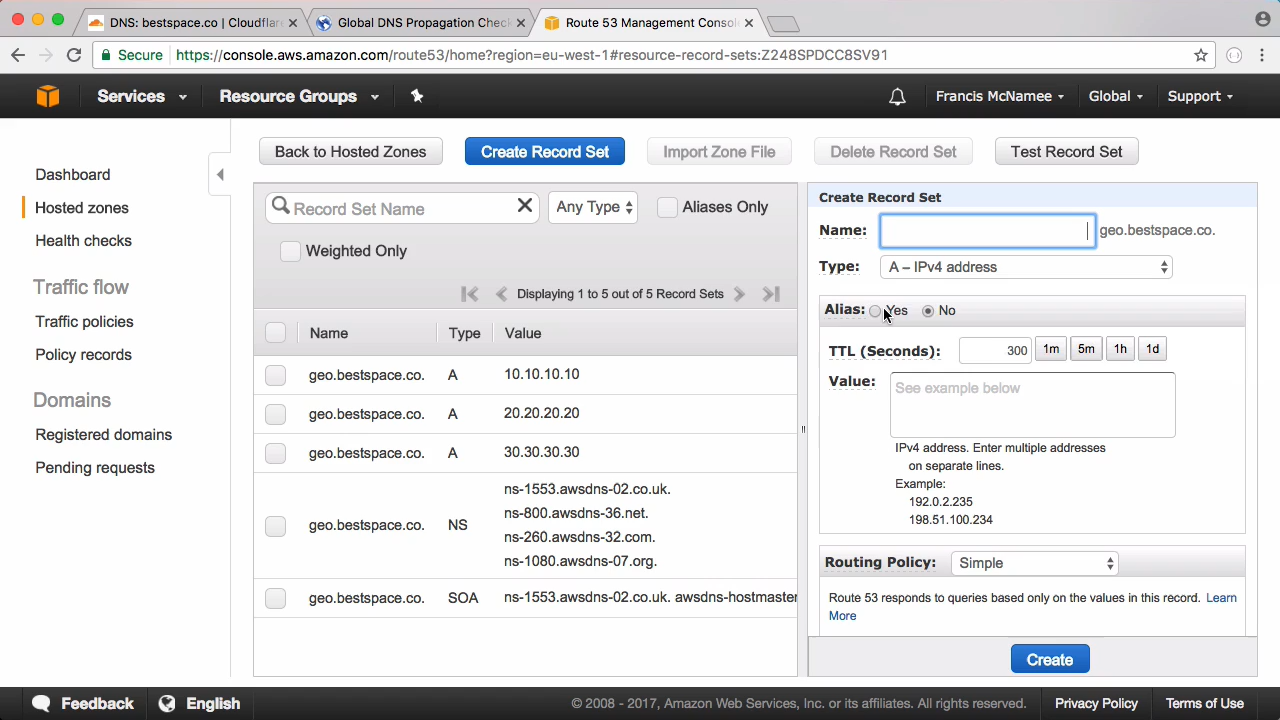 DNS: bestspace.co | Cloudflar
Global DNS Propagation Check
Route 53 Management Consol
Secure https://console.aws.amazon.com/route53/home?region=eu-west-1#resource-record-sets:Z248SPDCC8SV91
Services Resource Groups Francis McNamee Global Support
Dashboard
Hosted zones
Health checks
Traffic flow
Traffic policies
Policy records
Domains
Registered domains
Pending requests
Back to Hosted Zones Create Record Set Import Zone File Delete Record Set Test Record Set
Record Set Name Any Type Aliases Only
Weighted Only
Displaying 1 to 5 out of 5 Record Sets
Name Type Value
geo.bestspace.co. A 10.10.10.10
geo.bestspace.co. A 20.20.20.20
geo.bestspace.co. A 30.30.30.30
ns-1553.awsdns-02.co.uk.
ns-800.awsdns-36.net.
geo.bestspace.co. NS
ns-260.awsdns-32.com.
ns-1080.awsdns-07.org.
geo.bestspace.co. SOA ns-1553.awsdns-02.co.uk. awsdns-hostmaster
Create Record Set
Name: geo.bestspace.co.
Type: A – IPv4 address
Alias: Yes No
TTL (Seconds): 300 1m 5m 1h 1d
Value: See example below
IPv4 address. Enter multiple addresses
on separate lines.
Example:
192.0.2.235
198.51.100.234
Routing Policy: Simple
Route 53 responds to queries based only on the values in this record. Learn
More
Create
Feedback English © 2008 - 2017, Amazon Web Services, Inc. or its affiliates. All rights reserved. Privacy Policy Terms of Use